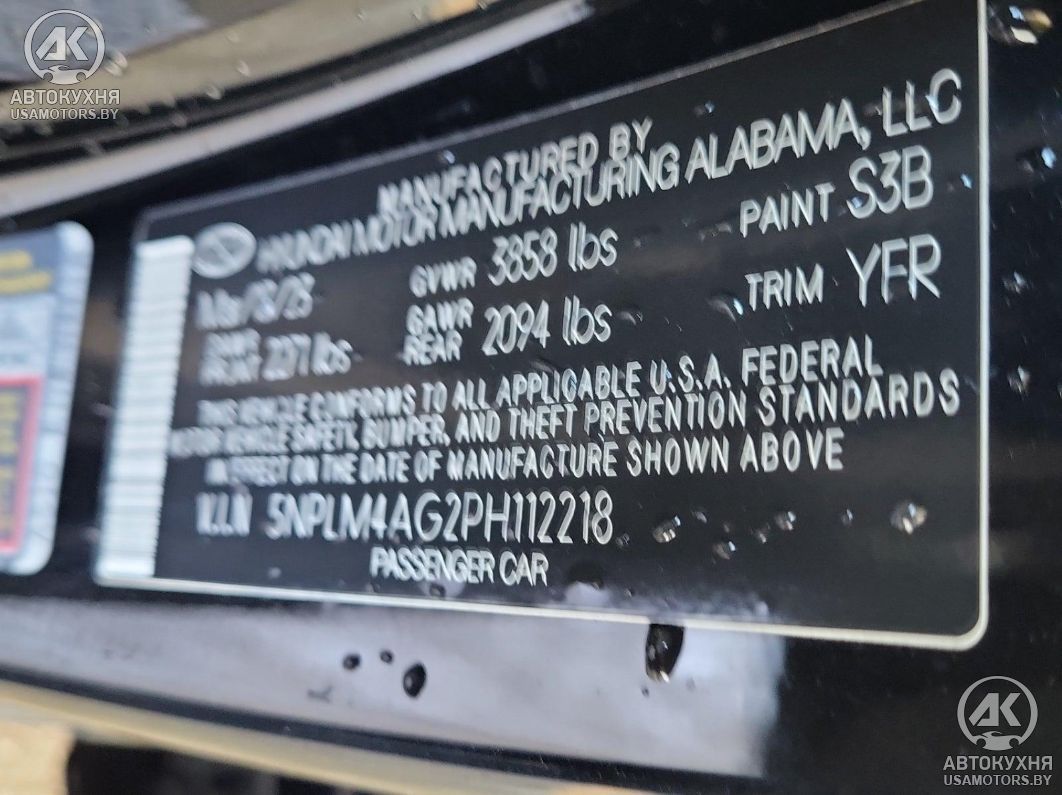 АВТОКУХНЯ
USAMOTORS.BY
MANUFACTURED BY
HYUNDAI MOTOR MANUFACTURING ALABAMA, LLC
GVWR 3858 lbs PAINT S3B
2271 lbs GAWR REAR 2094 lbs TRIM YFR
THIS VEHICLE CONFORMS TO ALL APPLICABLE U.S.A. FEDERAL
MOTOR VEHICLE SAFETY, BUMPER, AND THEFT PREVENTION STANDARDS
IN EFFECT ON THE DATE OF MANUFACTURE SHOWN ABOVE
5NPLM4AG2PH112218
PASSENGER CAR
АВТОКУХНЯ
USAMOTORS.BY